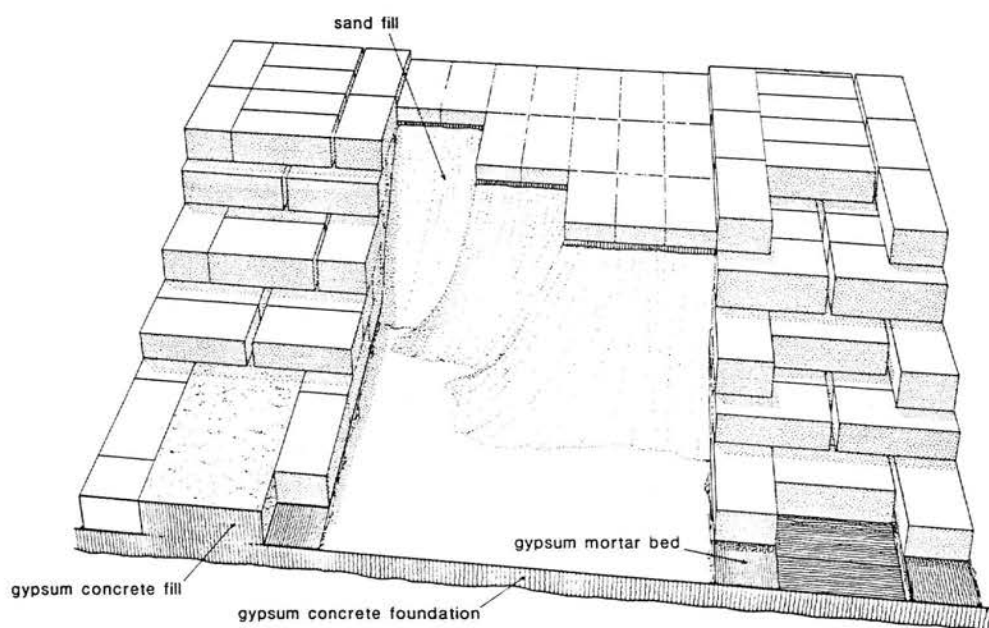 sand fill
gypsum mortar bed
gypsum concrete fill
gypsum concrete foundation